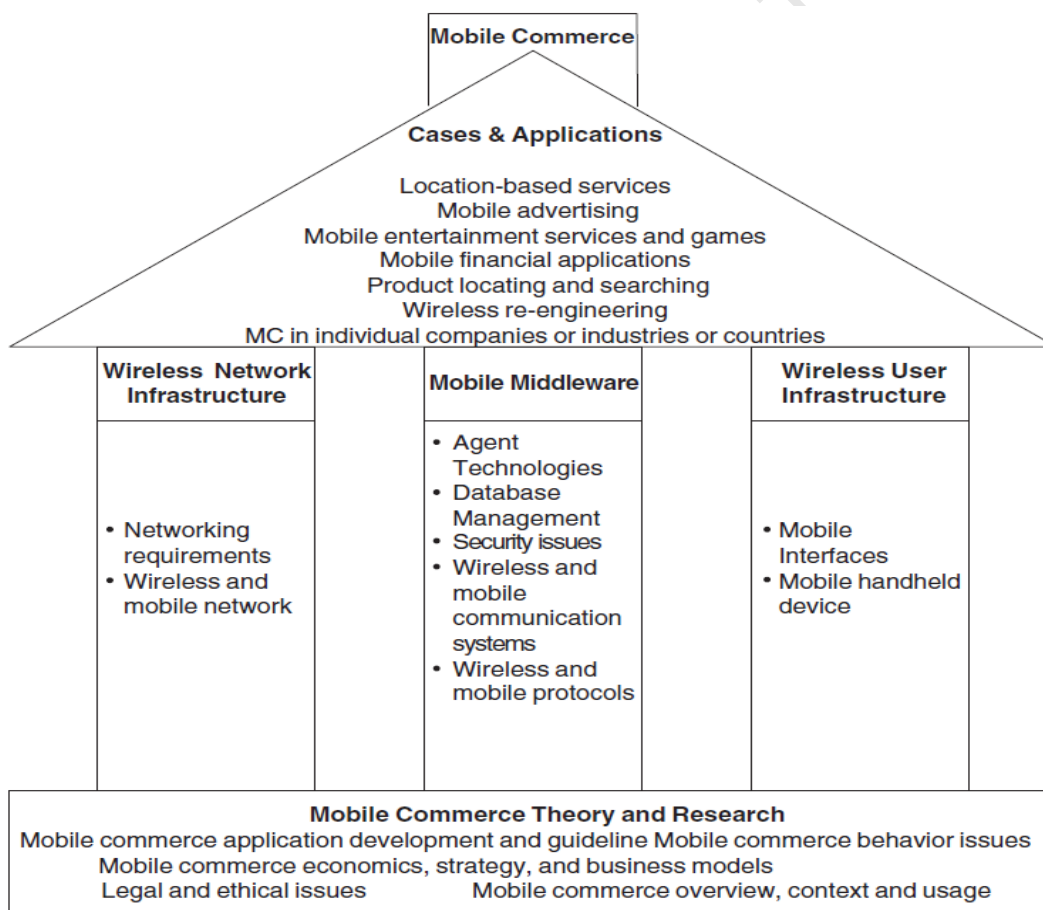 Mobile Commerce
Cases & Applications
Location-based services
Mobile advertising
Mobile entertainment services and games
Mobile financial applications
Product locating and searching
Wireless re-engineering
MC in individual companies or industries or countries
Wireless Network
Infrastructure
• Networking
requirements
• Wireless and
mobile network
Mobile Middleware
• Agent
Technologies
• Database
Management
• Security issues
• Wireless and
mobile
communication
systems
• Wireless and
mobile protocols
Wireless User
Infrastructure
• Mobile
Interfaces
• Mobile handheld
device
Mobile Commerce Theory and Research
Mobile commerce application development and guideline Mobile commerce behavior issues
Mobile commerce economics, strategy, and business models
Legal and ethical issues Mobile commerce overview, context and usage